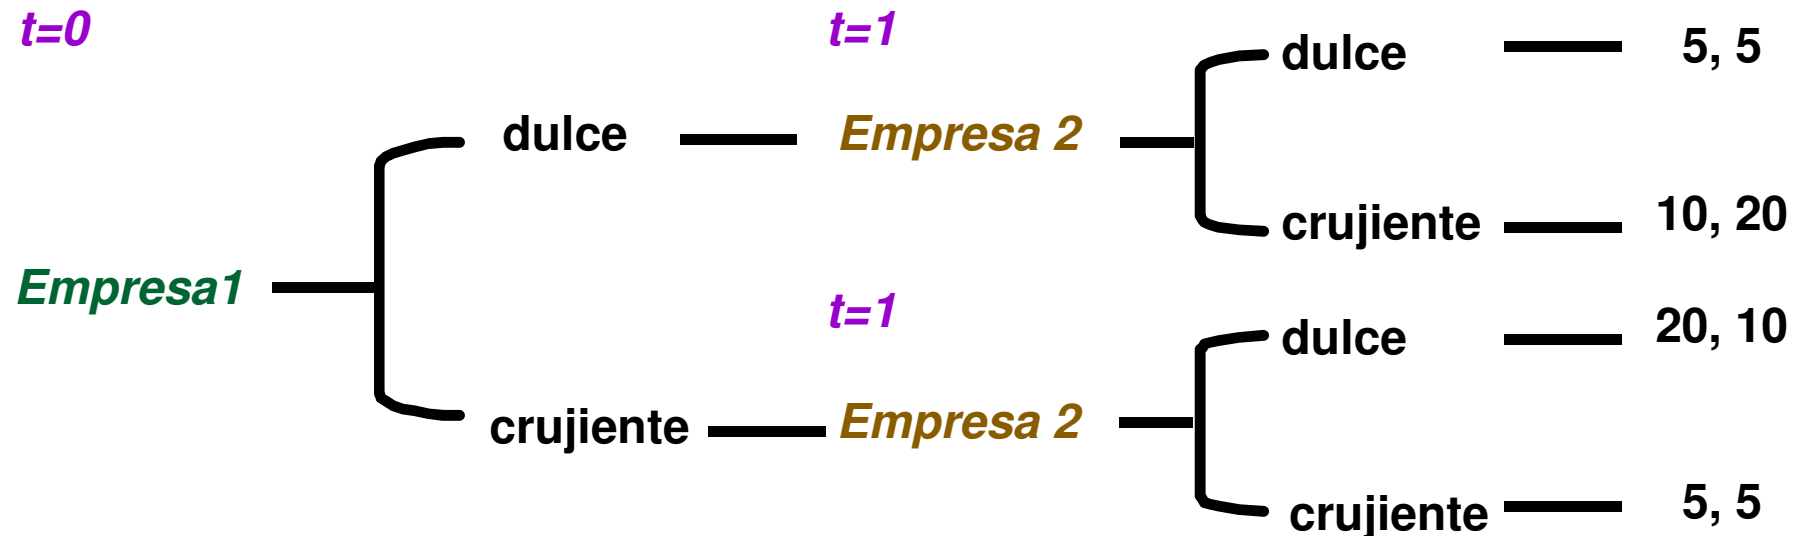 t=0
t=1
dulce
5, 5
dulce
Empresa 2
crujiente
10, 20
Empresa1
t=1
dulce
20, 10
crujiente
Empresa 2
crujiente
5, 5